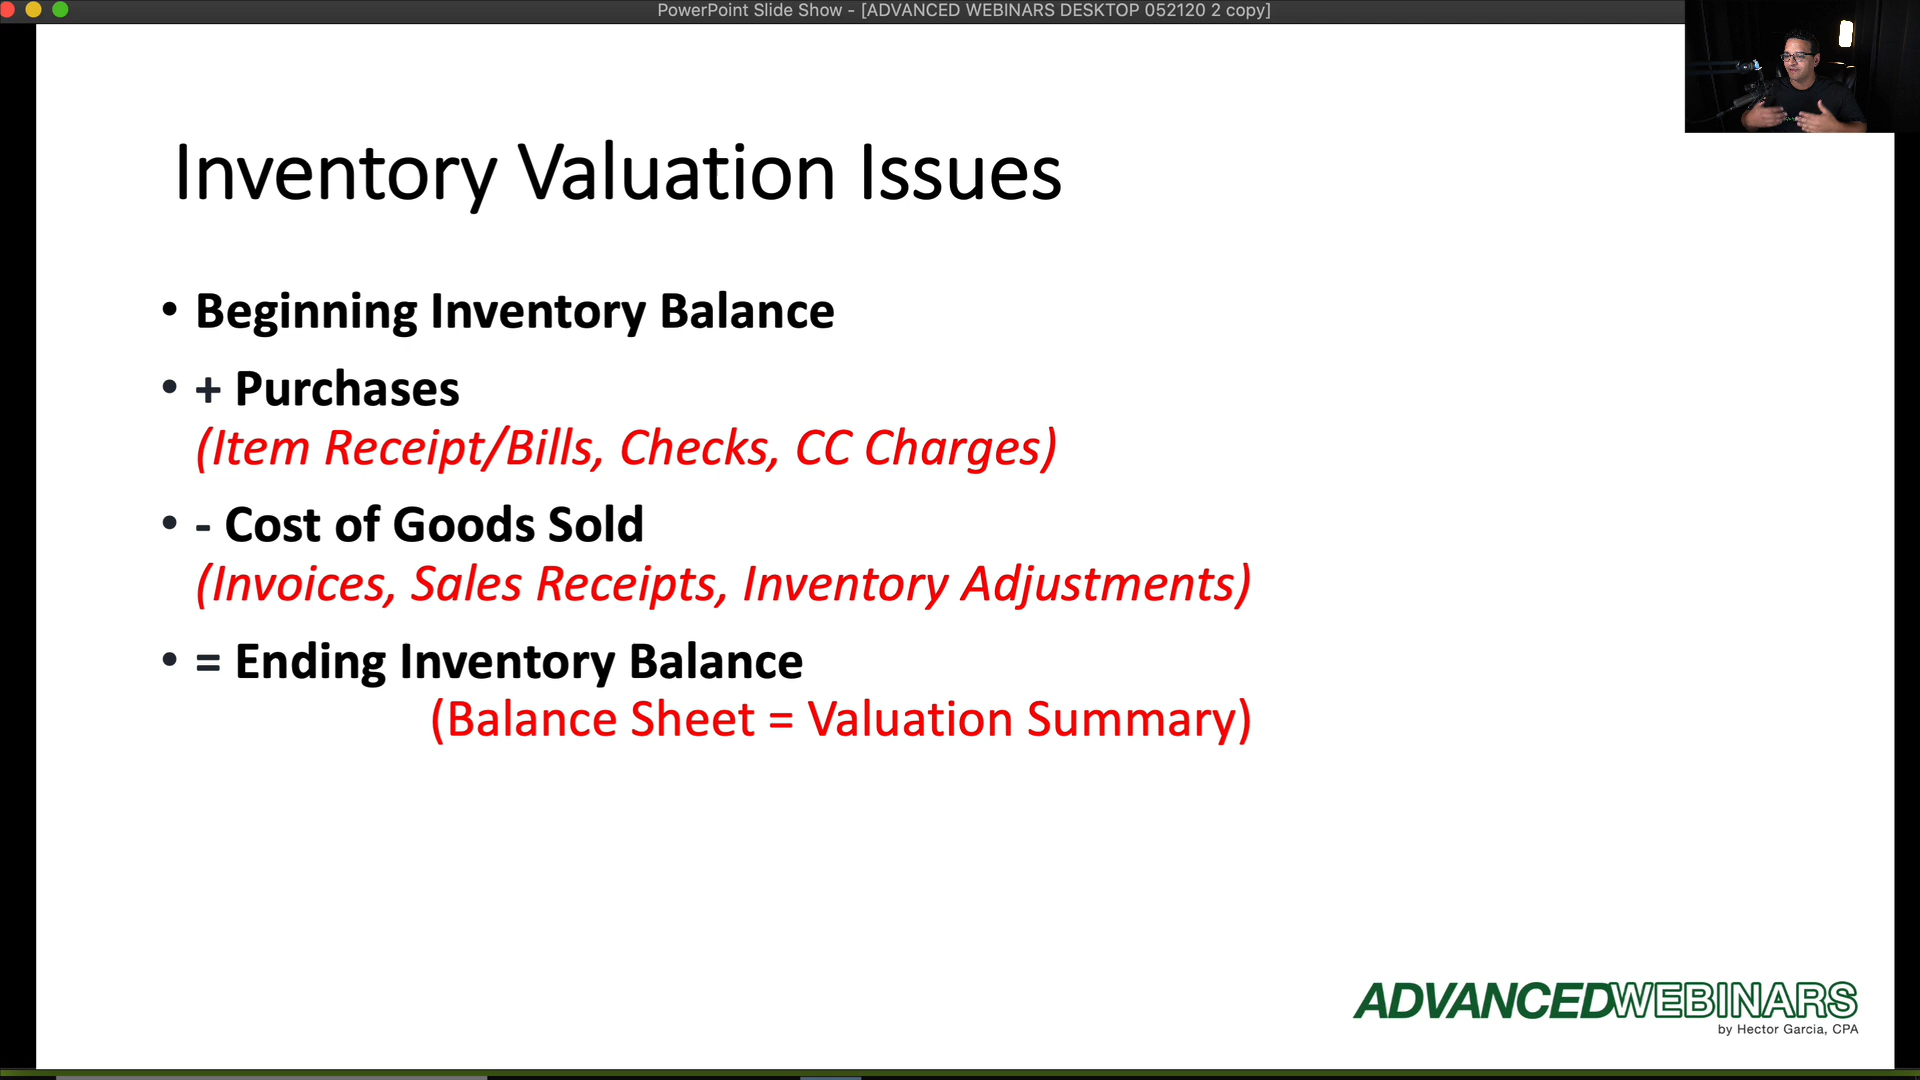 PowerPoint Slide Show - [ADVANCED WEBINARS DESKTOP 052120 2 copy]
Inventory Valuation Issues
• Beginning Inventory Balance
• + Purchases
(Item Receipt/Bills, Checks, CC Charges)
• - Cost of Goods Sold
(Invoices, Sales Receipts, Inventory Adjustments)
• = Ending Inventory Balance
(Balance Sheet = Valuation Summary)
ADVANCEDWEBINARS
by Hector Garcia, CPA